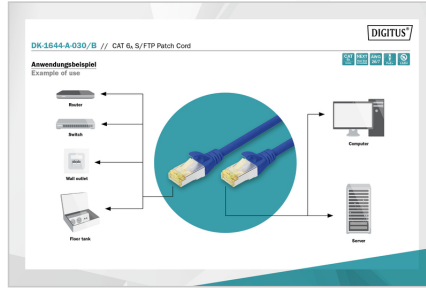 DIGITUS®
DK-1644-A-030/B // CAT 6A S/FTP Patch Cord
Anwendungsbeispiel
Example of use
Router
Switch
Wall outlet
Floor tank
Computer
Server